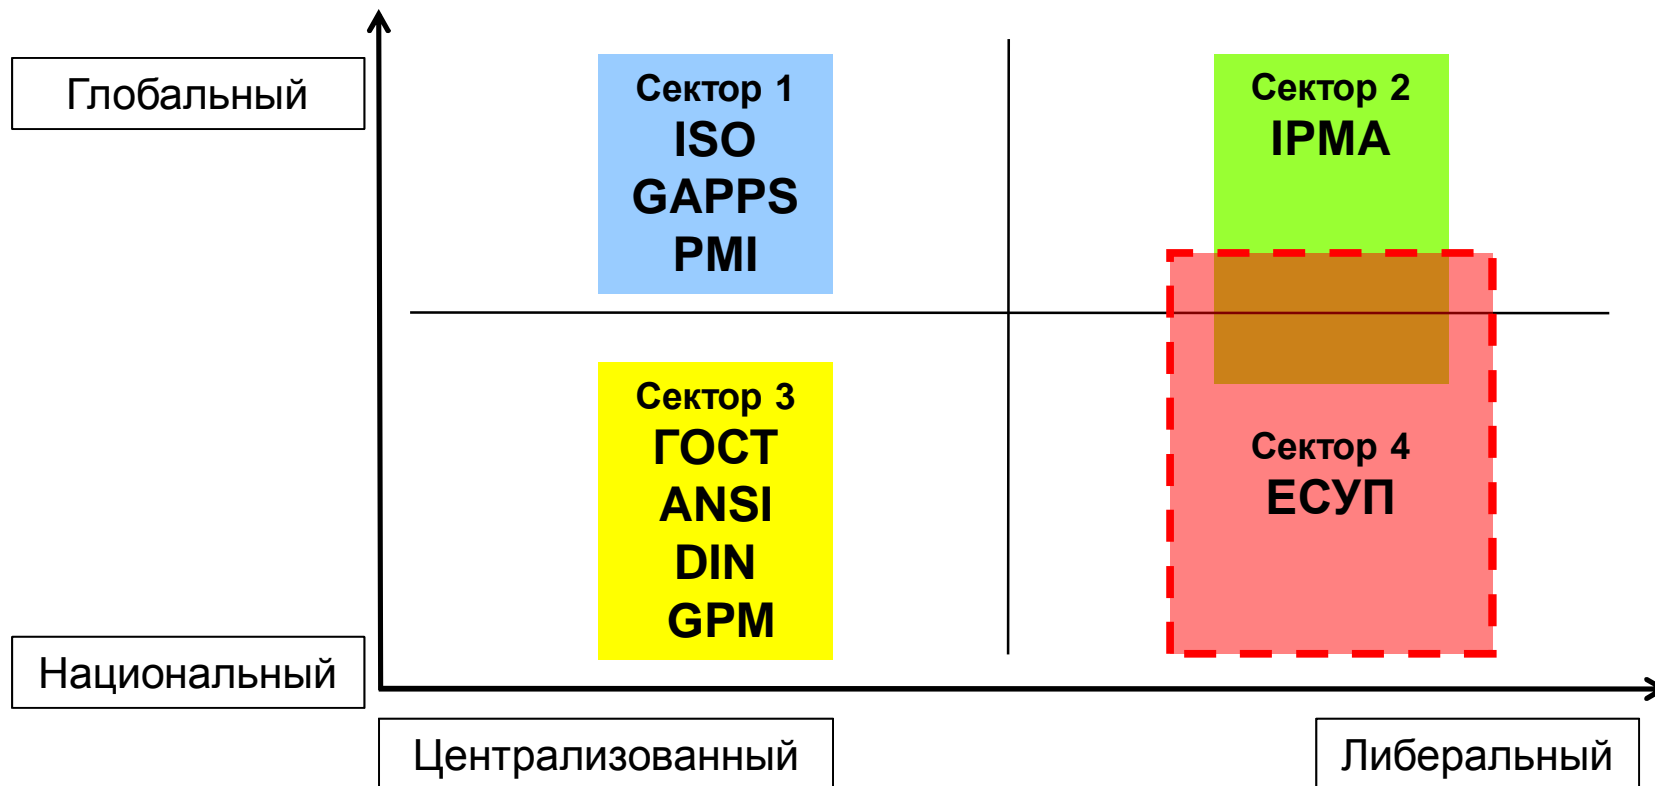 Глобальный
Сектор 1
ISO
GAPPS
PMI
Сектор 2
IPMA
Сектор 3
ГОСТ
ANSI
DIN
GPM
Сектор 4
ЕСУП
Национальный
Централизованный
Либеральный